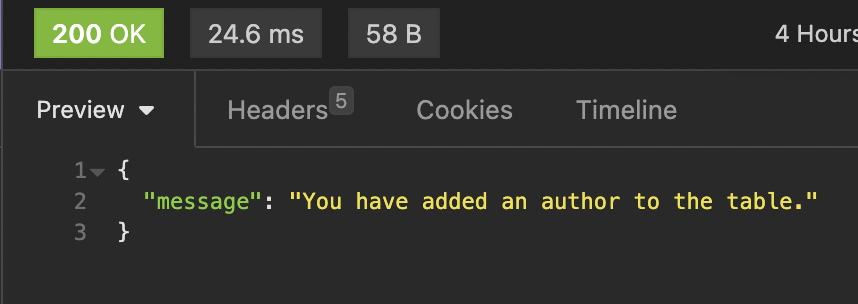 200 OK 24.6 ms 58 B 4 Hours
Preview Headers 5 Cookies Timeline
1 {
2 "message": "You have added an author to the table."
3 }